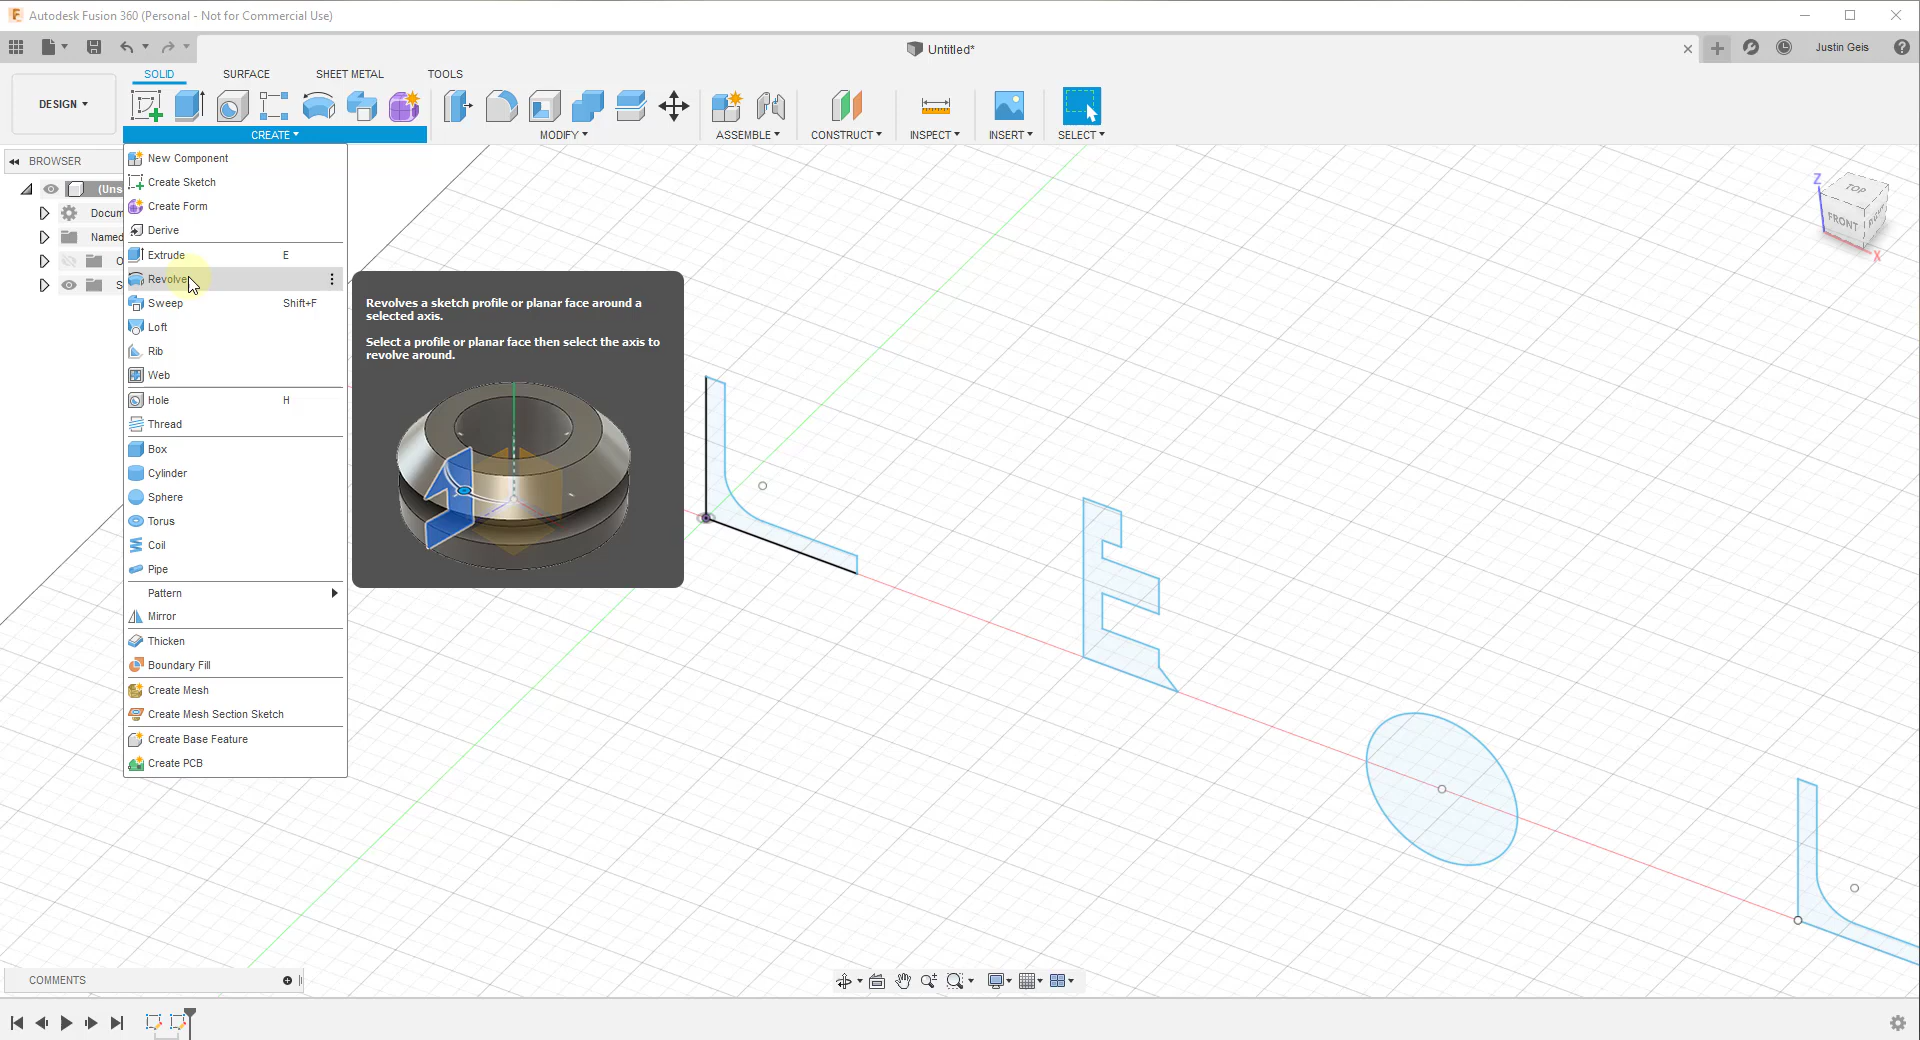 Autodesk Fusion 360 (Personal - Not for Commercial Use)
Untitled*
Justin Geis
DESIGN
SOLID
SURFACE
SHEET METAL
TOOLS
CREATE
MODIFY
ASSEMBLE
CONSTRUCT
INSPECT
INSERT
SELECT
BROWSER
(Uns
Docum
Named
O
S
New Component
Create Sketch
Create Form
Derive
Extrude E
Revolve
Sweep Shift+F
Loft
Rib
Web
Hole H
Thread
Box
Cylinder
Sphere
Torus
Coil
Pipe
Pattern
Mirror
Thicken
Boundary Fill
Create Mesh
Create Mesh Section Sketch
Create Base Feature
Create PCB
Revolves a sketch profile or planar face around a
selected axis.
Select a profile or planar face then select the axis to
revolve around.
Z
TOP
FRONT
RIGHT
X
COMMENTS